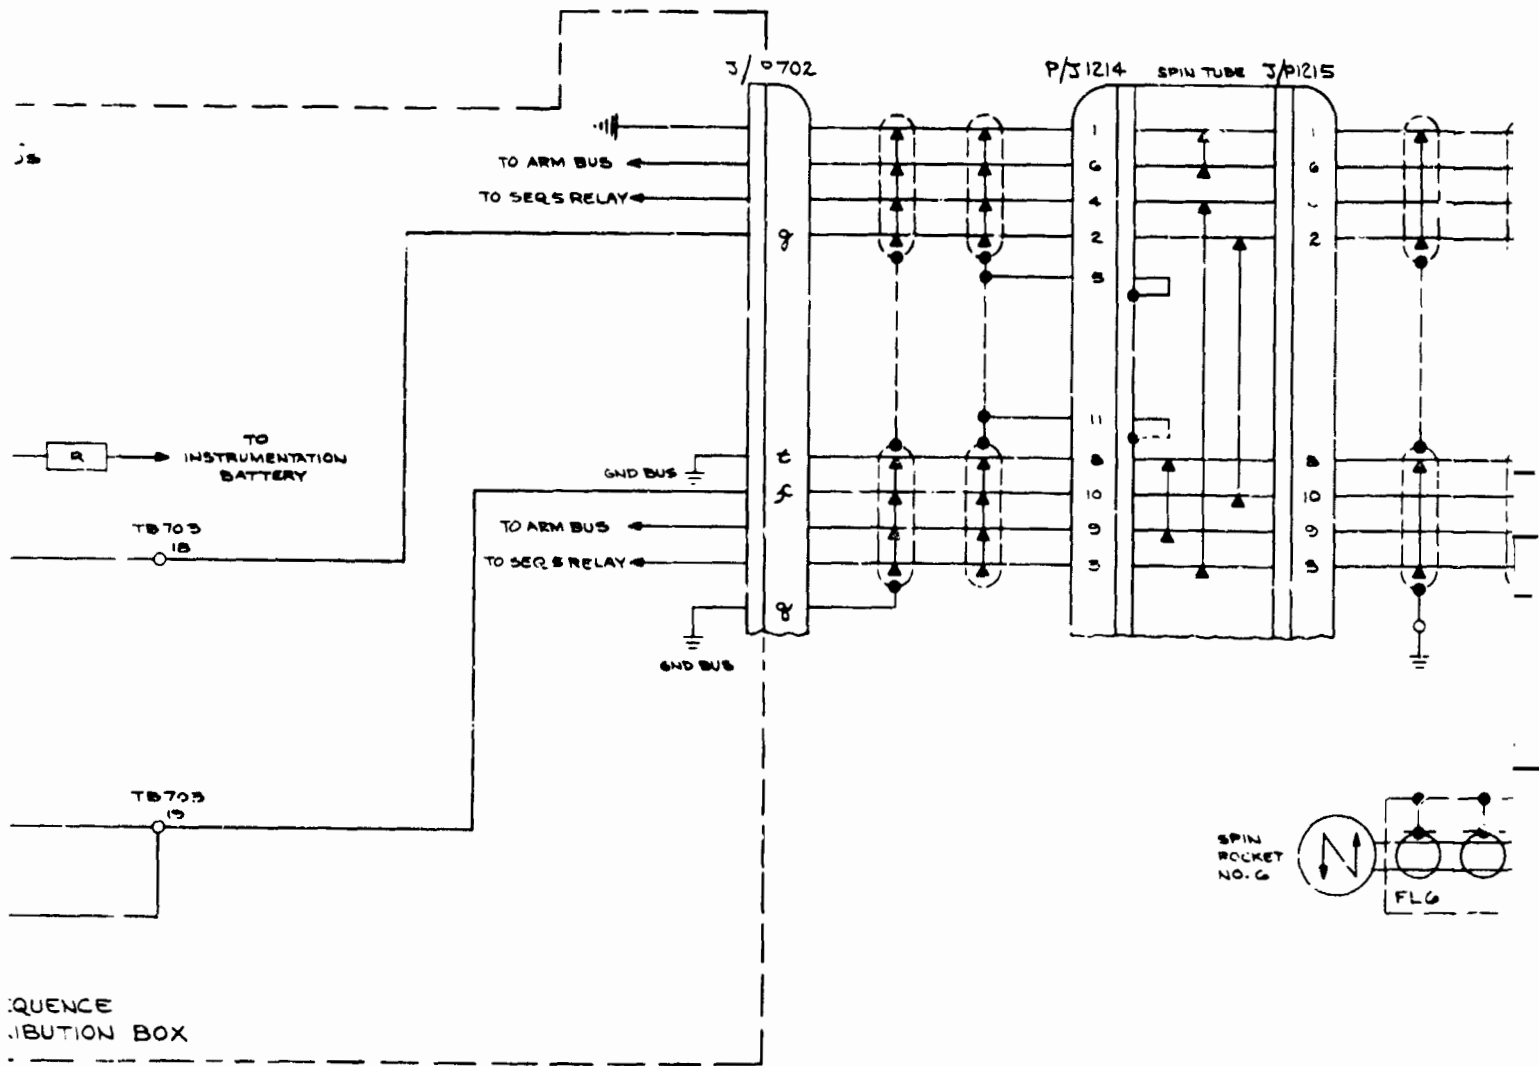 J/P702
P/J1214 SPIN TUBE J/P1215
TO ARM BUS
TO SEQ 5 RELAY
g
1
6
4
2
5
11
8
10
9
3
1
6
2
8
10
9
R
TO
INSTRUMENTATION
BATTERY
GND BUS
t
f
TO ARM BUS
TO SEQ 5 RELAY
GND BUS
TB703
18
TB703
19
SPIN
ROCKET
NO. 6
FL6
QUENCE
IBUTION BOX